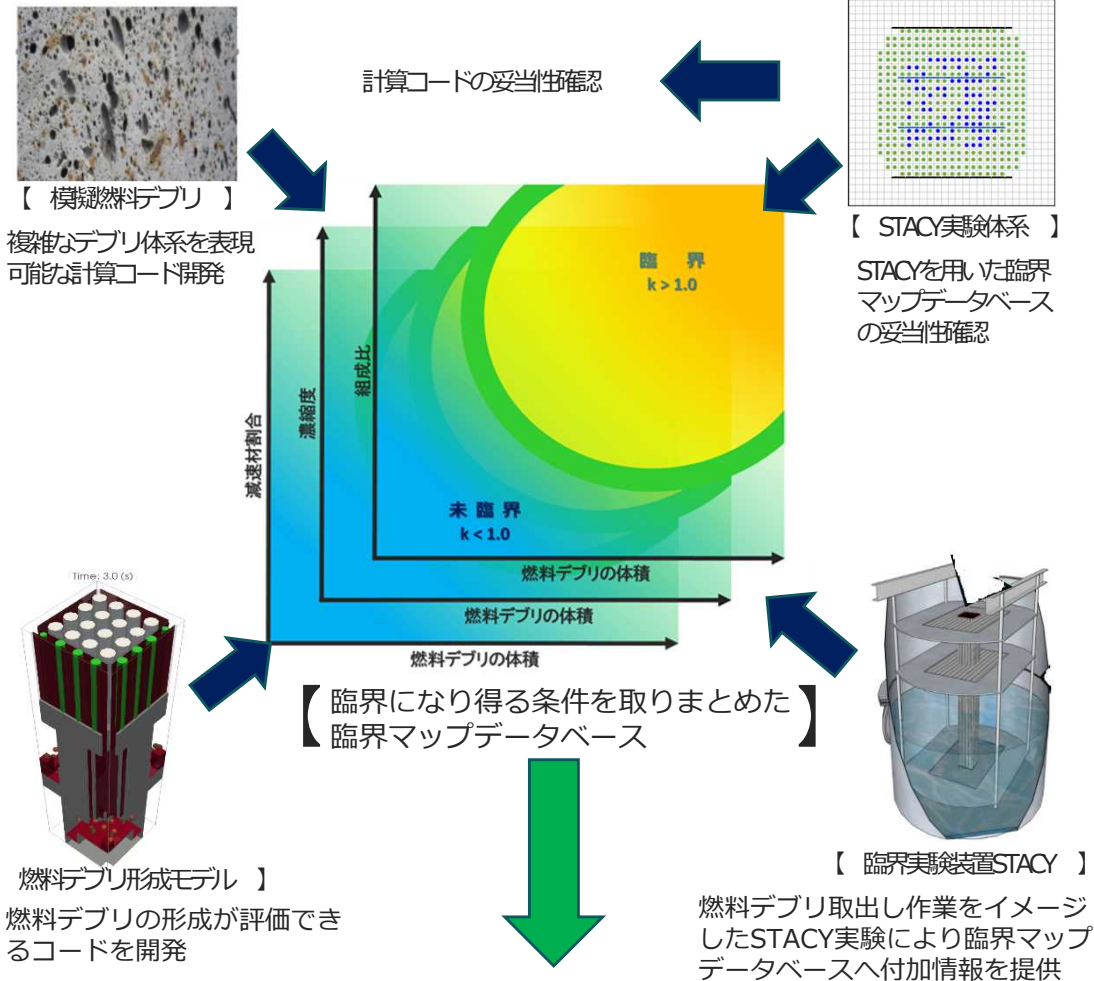 計算コードの妥当性確認
【　模擬燃料デブリ　】
複雑なデブリ体系を表現
可能な計算コード開発
【　STACY実験体系　】
STACYを用いた臨界
マップデータベース
の妥当性確認
臨　界
k > 1.0
組成比
濃縮度
減速材割合
未 臨 界
k < 1.0
燃料デブリの体積
燃料デブリの体積
燃料デブリの体積
【臨界になり得る条件を取りまとめた
臨界マップデータベース】
Time: 3.0 (s)
燃料デブリ形成モデル　】
燃料デブリの形成が評価でき
るコードを開発
【　臨界実験装置STACY　】
燃料デブリ取出し作業をイメージ
したSTACY実験により臨界マップ
データベースへ付加情報を提供